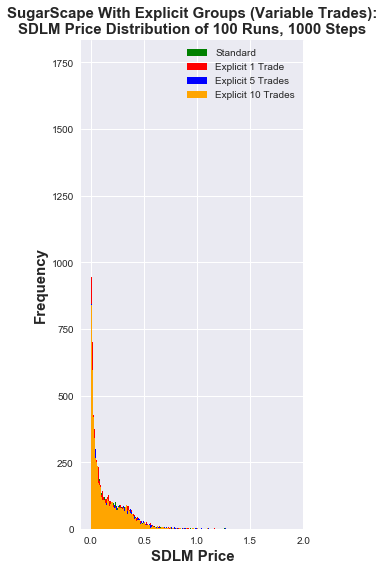 SugarScape With Explicit Groups (Variable Trades):
SDLM Price Distribution of 100 Runs, 1000 Steps
Standard
Explicit 1 Trade
Explicit 5 Trades
Explicit 10 Trades
Frequency
1750
1500
1250
1000
750
500
250
0
0.0 0.5 1.0 1.5 2.0
SDLM Price